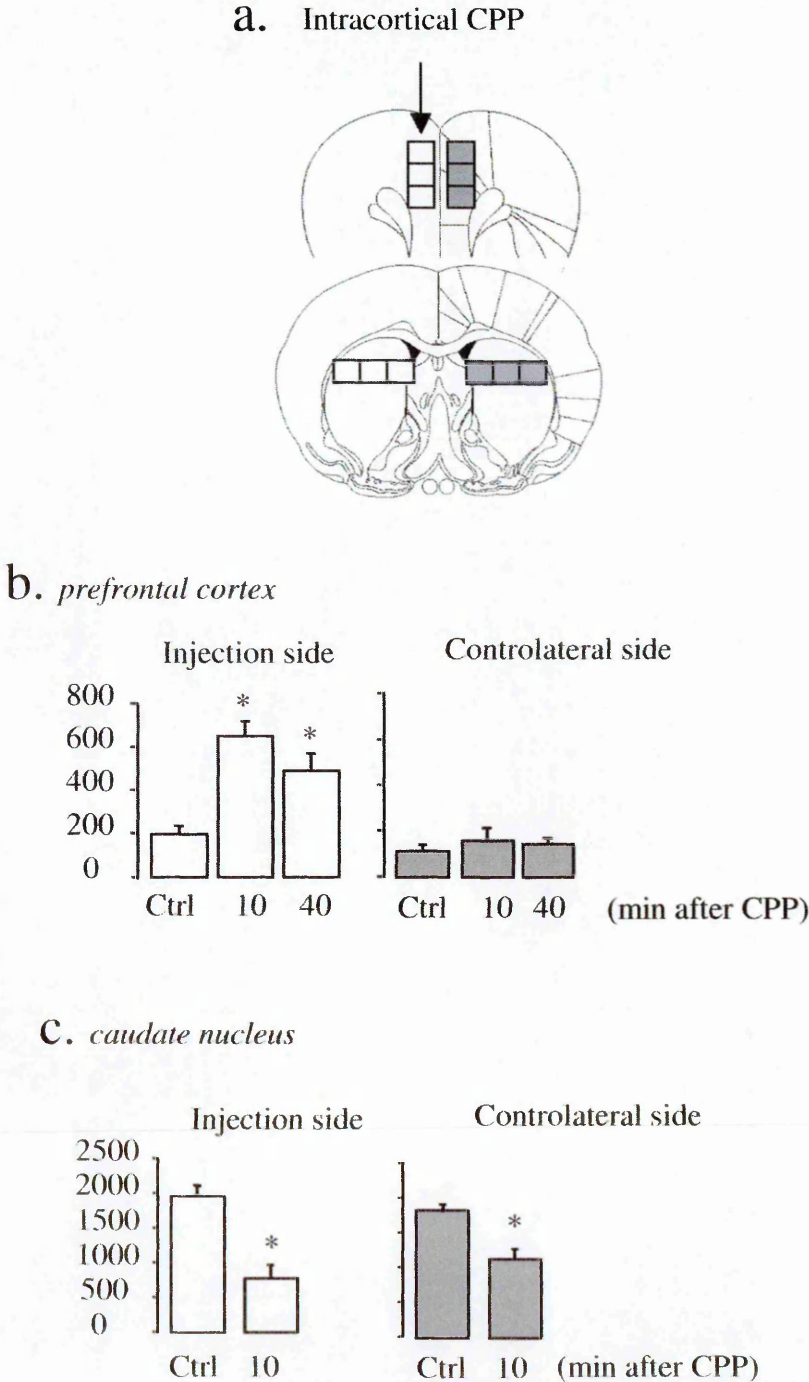 a. Intracortical CPP
b. prefrontal cortex
Injection side
Controlateral side
800
600
400
200
0
*
*
Ctrl 10 40
Ctrl 10 40 (min after CPP)
c. caudate nucleus
Injection side
Controlateral side
2500
2000
1500
1000
500
0
*
*
Ctrl 10
Ctrl 10 (min after CPP)